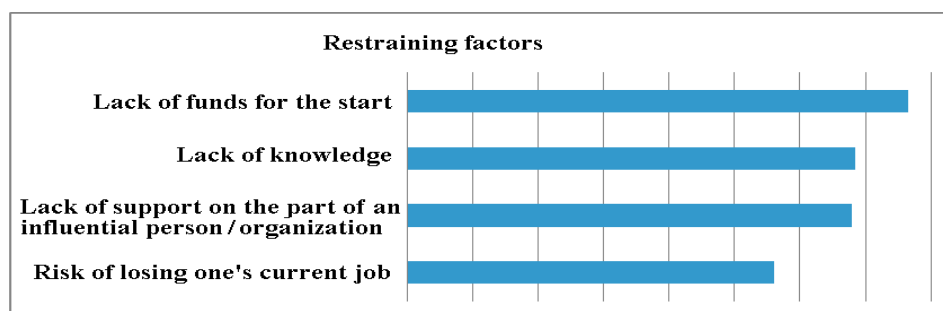 Restraining factors
Lack of funds for the start
Lack of knowledge
Lack of support on the part of an
influential person / organization
Risk of losing one's current job